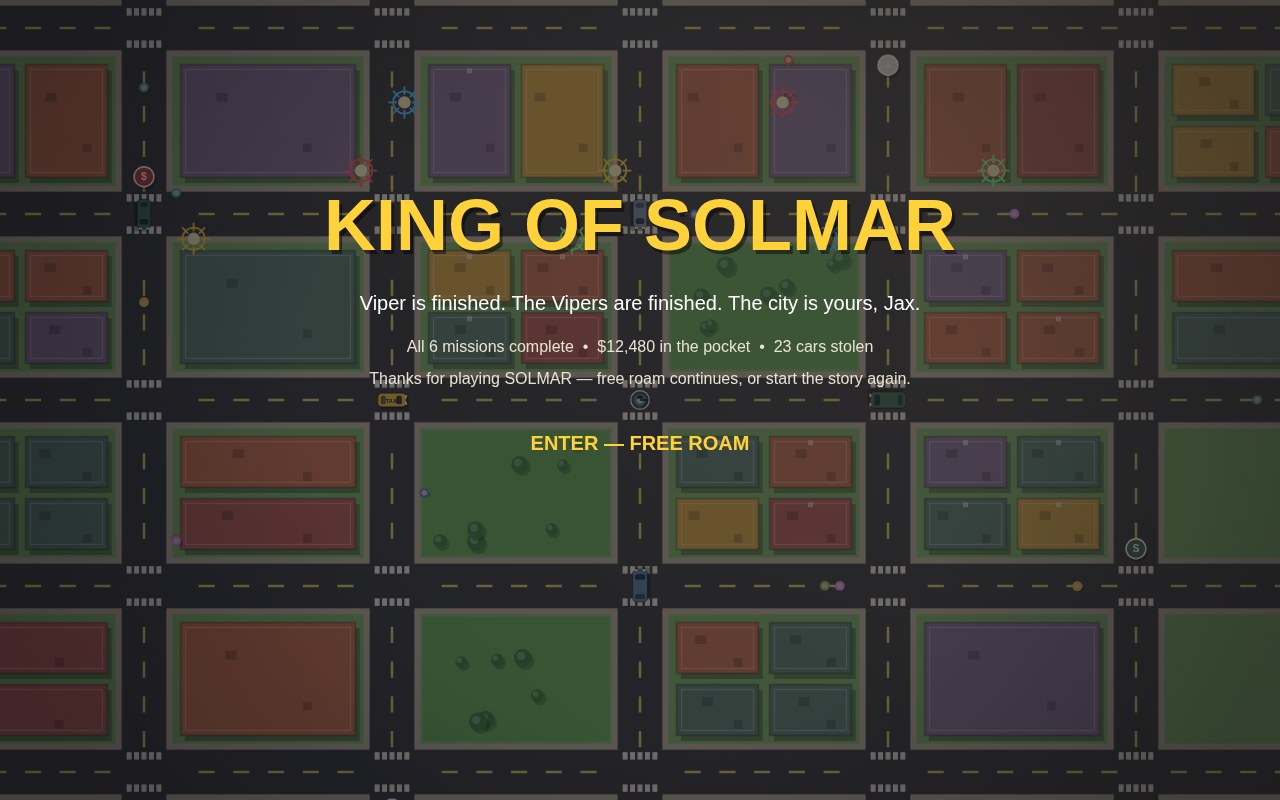 KING OF SOLMAR
Viper is finished. The Vipers are finished. The city is yours, Jax.
All 6 missions complete • $12,480 in the pocket • 23 cars stolen
Thanks for playing SOLMAR — free roam continues, or start the story again.
ENTER — FREE ROAM
$
TAXI
S